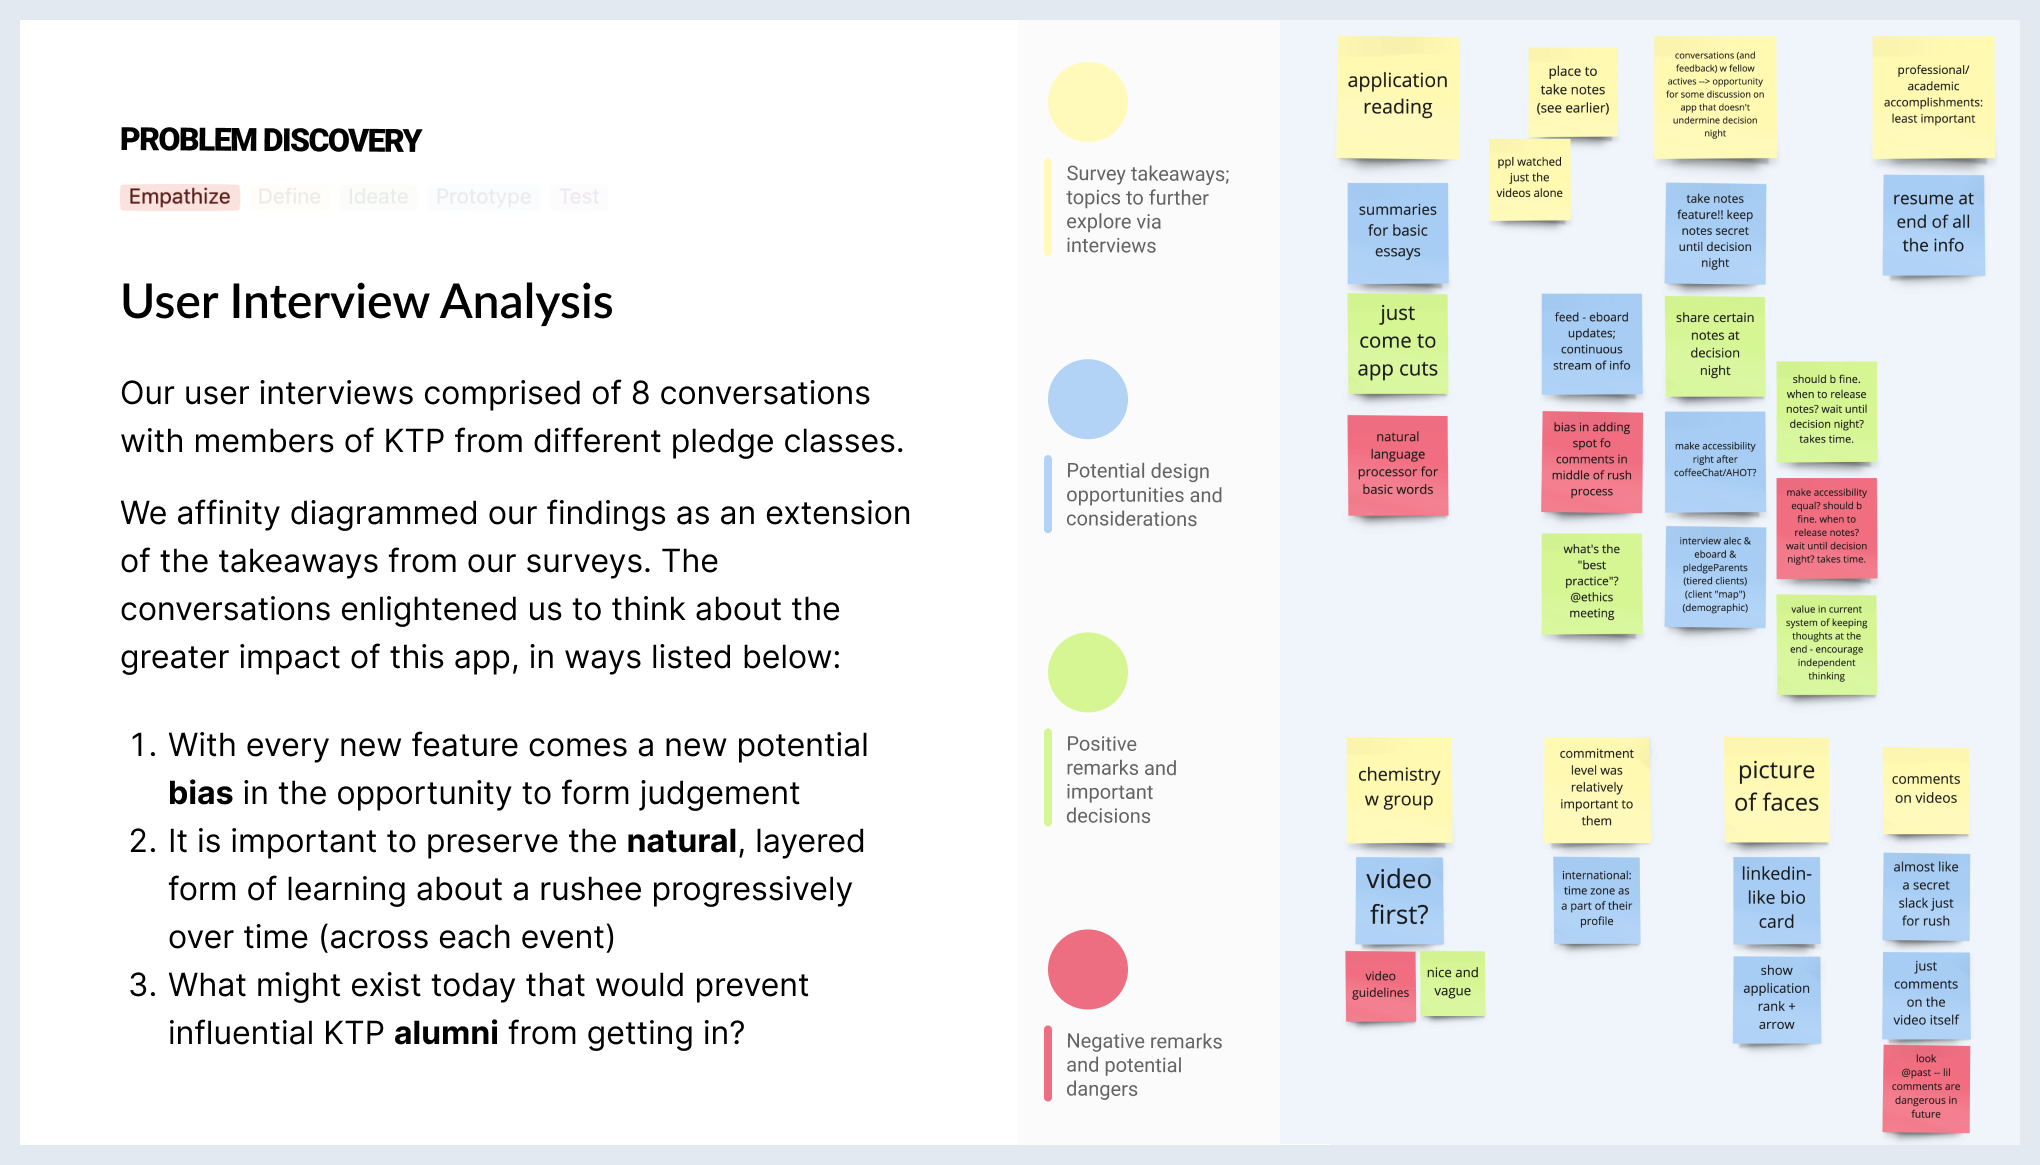 PROBLEM DISCOVERY
Empathize Define Ideate Prototype Test
User Interview Analysis
Our user interviews comprised of 8 conversations
with members of KTP from different pledge classes.
We affinity diagrammed our findings as an extension
of the takeaways from our surveys. The
conversations enlightened us to think about the
greater impact of this app, in ways listed below:
1. With every new feature comes a new potential
bias in the opportunity to form judgement
2. It is important to preserve the natural, layered
form of learning about a rushee progressively
over time (across each event)
3. What might exist today that would prevent
influential KTP alumni from getting in?
Survey takeaways;
topics to further
explore via
interviews
Potential design
opportunities and
considerations
Positive
remarks and
important
decisions
Negative remarks
and potential
dangers
application
reading
summaries
for basic
essays
just
come to
app cuts
natural
language
processor for
basic words
place to
take notes
(see earlier)
ppl watched
just the
videos alone
feed - eboard
updates;
continuous
stream of info
bias in adding
spot fo
comments in
middle of rush
process
what's the
"best
practice"?
@ethics
meeting
conversations (and
feedback) w fellow
actives --> opportunity
for some discussion on
app that doesn't
undermine decision
night
take notes
feature!! keep
notes secret
until decision
night
share certain
notes at
decision
night
make accessibility
right after
coffeeChat/AHOT?
interview alec &
eboard &
pledgeParents
(tiered clients)
(client "map")
(demographic)
should b fine.
when to release
notes? wait until
decision night?
takes time.
make accessibility
equal? should b
fine. when to
release notes?
wait until decision
night? takes time.
value in current
system of keeping
thoughts at the
end - encourage
independent
thinking
professional/
academic
accomplishments:
least important
resume at
end of all
the info
chemistry
w group
video
first?
video
guidelines
nice and
vague
commitment
level was
relatively
important to
them
international:
time zone as
a part of their
profile
picture
of faces
linkedin-
like bio
card
show
application
rank +
arrow
comments
on videos
almost like
a secret
slack just
for rush
just
comments
on the
video itself
look
@past -- lil
comments are
dangerous in
future